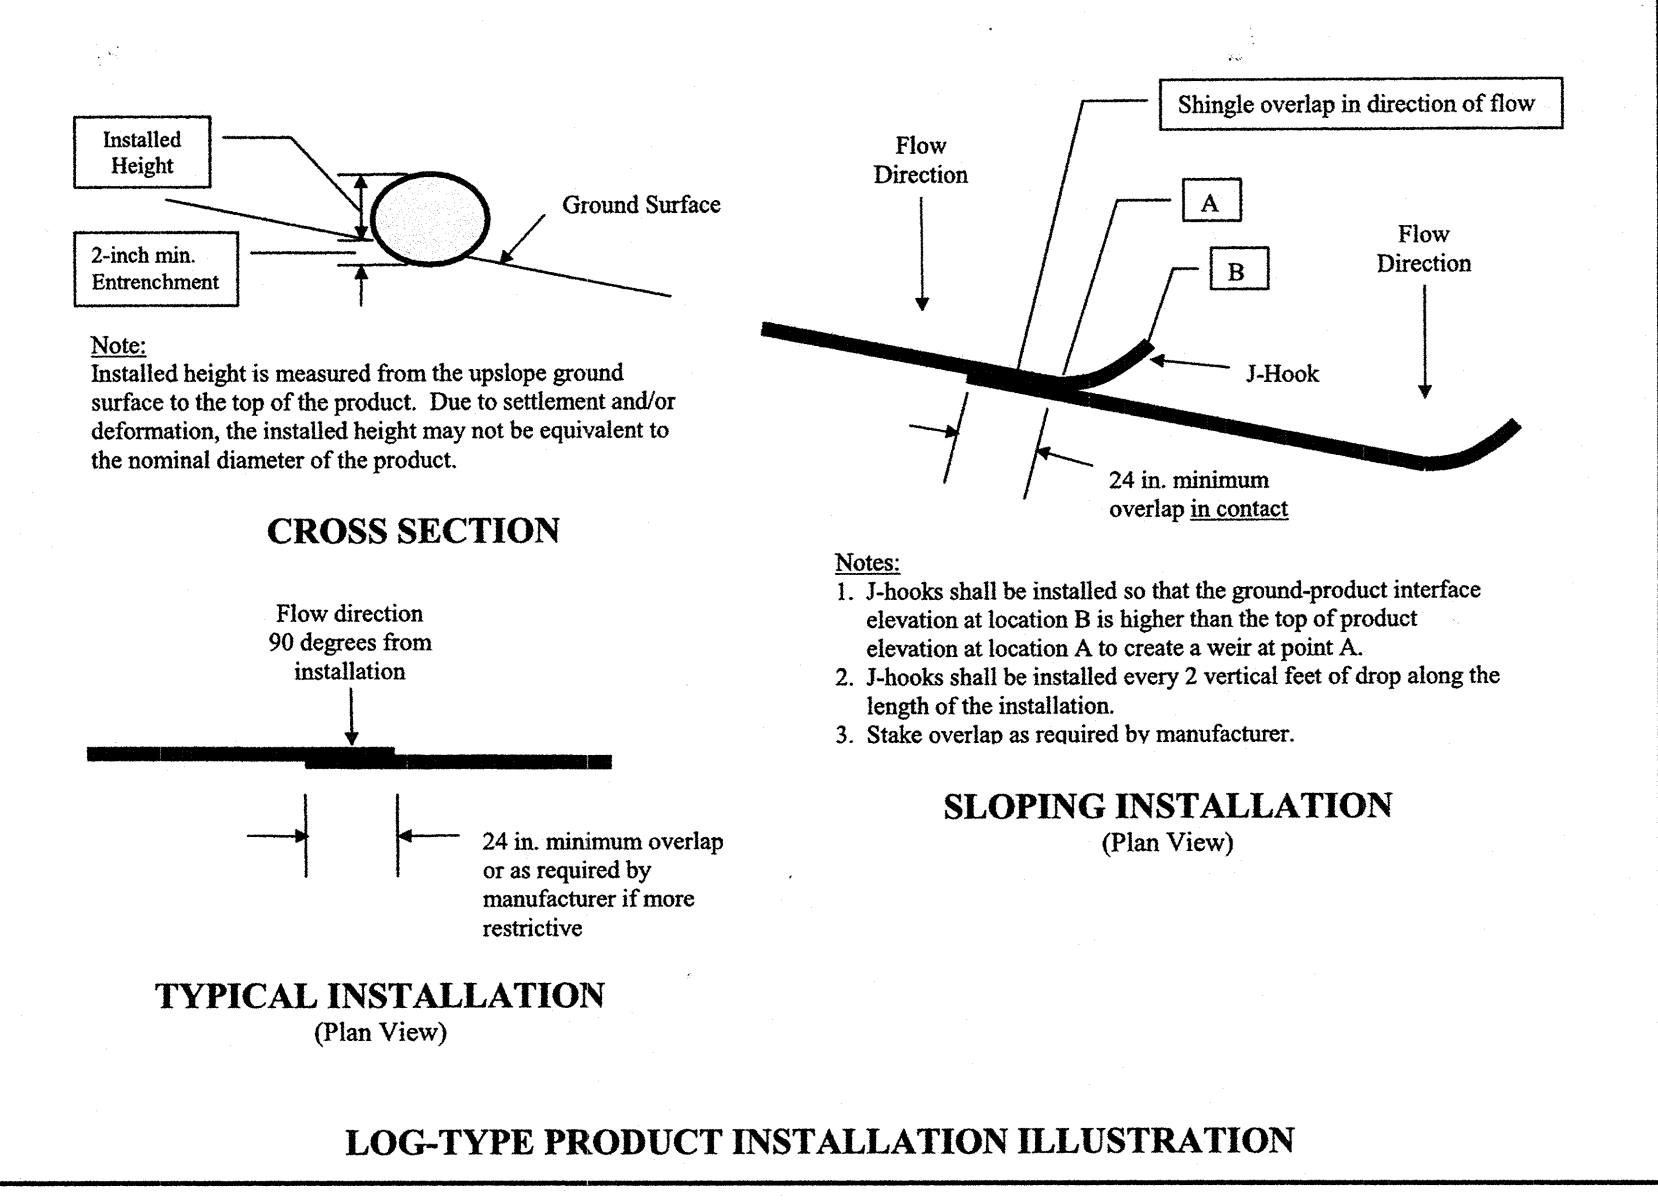 Installed
Height
2-inch min.
Entrenchment
Ground Surface
Note:
Installed height is measured from the upslope ground
surface to the top of the product. Due to settlement and/or
deformation, the installed height may not be equivalent to
the nominal diameter of the product.
CROSS SECTION
Flow direction
90 degrees from
installation
24 in. minimum overlap
or as required by
manufacturer if more
restrictive
TYPICAL INSTALLATION
(Plan View)
Shingle overlap in direction of flow
Flow
Direction
A
B
Flow
Direction
J-Hook
24 in. minimum
overlap in contact
Notes:
1. J-hooks shall be installed so that the ground-product interface
elevation at location B is higher than the top of product
elevation at location A to create a weir at point A.
2. J-hooks shall be installed every 2 vertical feet of drop along the
length of the installation.
3. Stake overlap as required by manufacturer.
SLOPING INSTALLATION
(Plan View)
LOG-TYPE PRODUCT INSTALLATION ILLUSTRATION